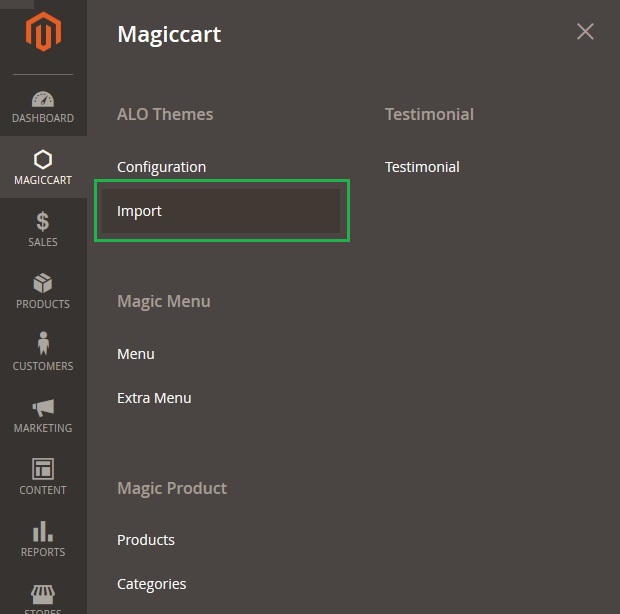 Magiccart
DASHBOARD
MAGICCART
SALES
PRODUCTS
CUSTOMERS
MARKETING
CONTENT
REPORTS
STORES
ALO Themes
Configuration
Import
Magic Menu
Menu
Extra Menu
Magic Product
Products
Categories
Testimonial
Testimonial